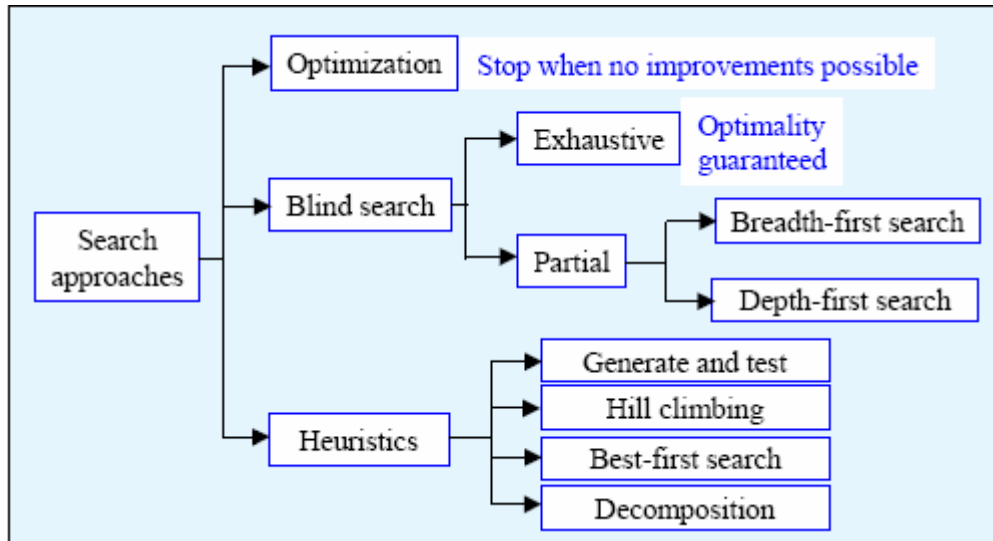 Optimization
Stop when no improvements possible
Exhaustive
Optimality
guaranteed
Blind search
Breadth-first search
Search
approaches
Partial
Depth-first search
Generate and test
Hill climbing
Heuristics
Best-first search
Decomposition